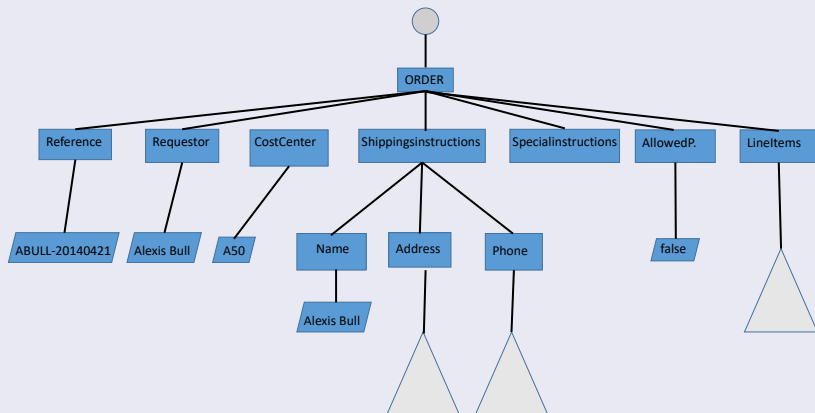 ORDER
Reference
Requestor
CostCenter
Shippingsinstructions
Specialinstructions
AllowedP.
LineItems
ABULL-20140421
Alexis Bull
A50
Name
Address
Phone
false
Alexis Bull